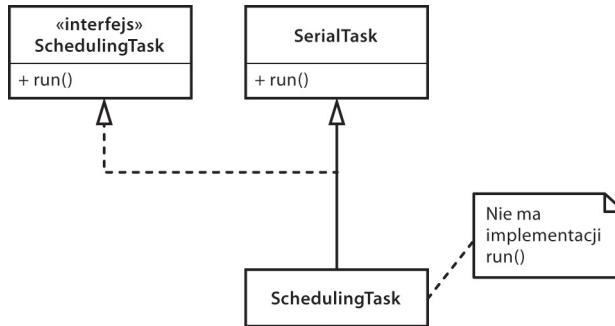 «interfejs»
SchedulingTask
+ run()
SerialTask
+ run()
Nie ma
implementacji
run()
SchedulingTask